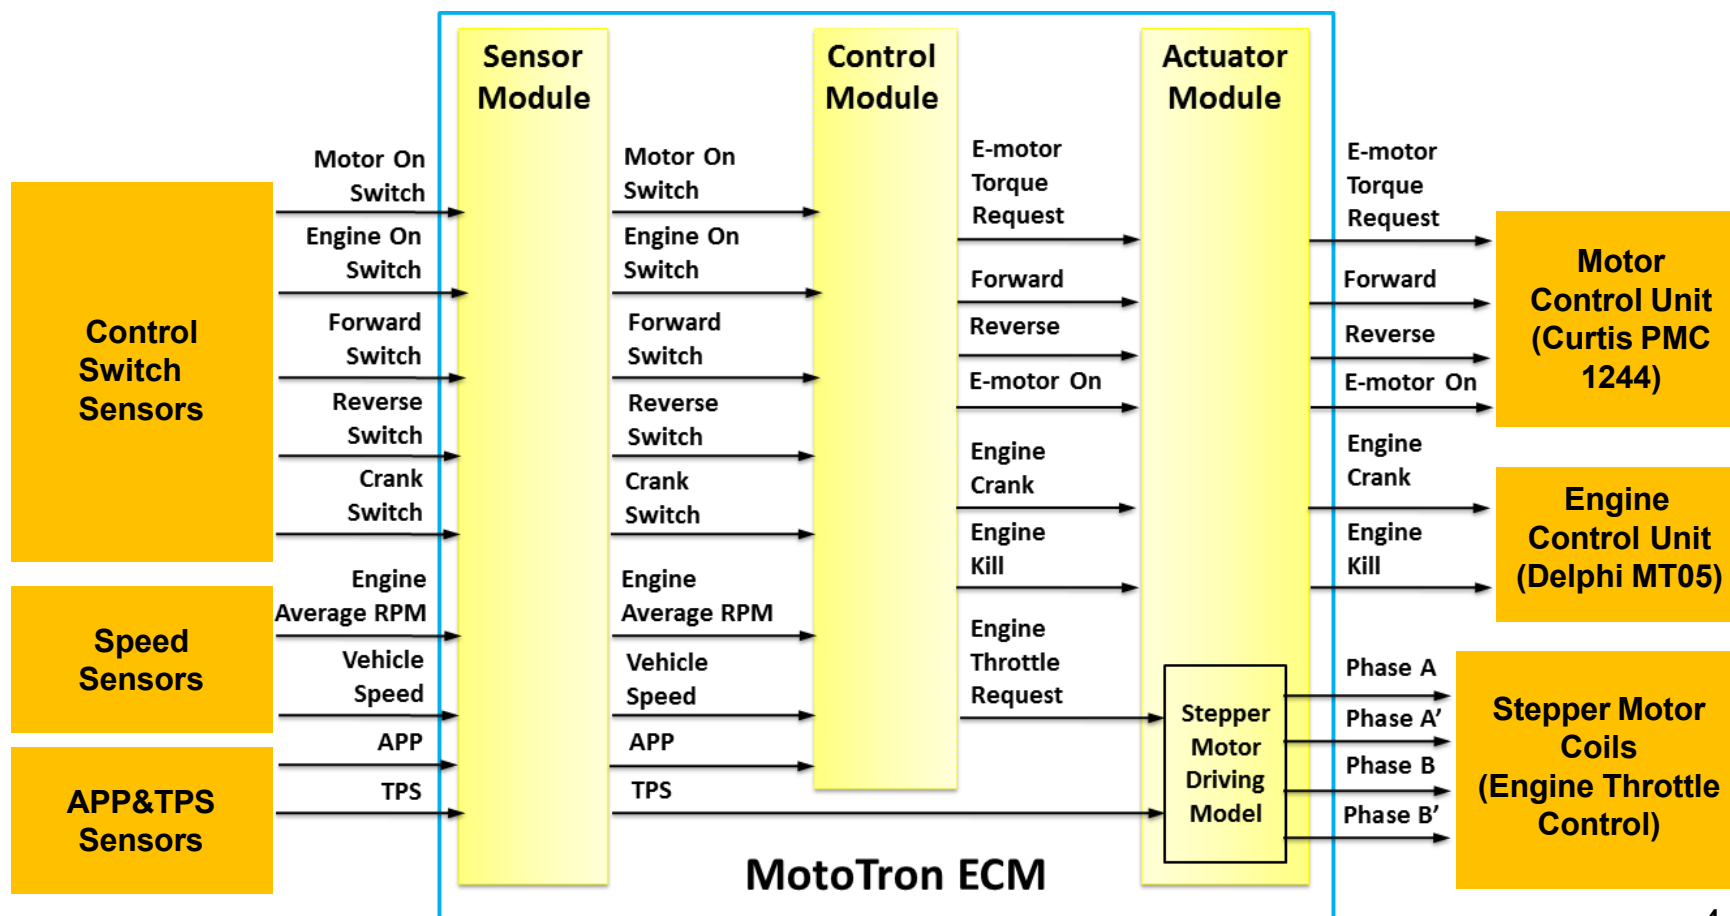 Sensor
Module
Control
Module
Actuator
Module
Control
Switch
Sensors
Speed
Sensors
APP&TPS
Sensors
Motor On
Switch
Engine On
Switch
Forward
Switch
Reverse
Switch
Crank
Switch
Engine
Average RPM
Vehicle
Speed
APP
TPS
Motor On
Switch
Engine On
Switch
Forward
Switch
Reverse
Switch
Crank
Switch
Engine
Average RPM
Vehicle
Speed
APP
TPS
E-motor
Torque
Request
Forward
Reverse
E-motor On
Engine
Crank
Engine
Kill
Engine
Throttle
Request
Stepper
Motor
Driving
Model
E-motor
Torque
Request
Forward
Reverse
E-motor On
Engine
Crank
Engine
Kill
Phase A
Phase A’
Phase B
Phase B’
Motor
Control Unit
(Curtis PMC
1244)
Engine
Control Unit
(Delphi MT05)
Stepper Motor
Coils
(Engine Throttle
Control)
MotoTron ECM